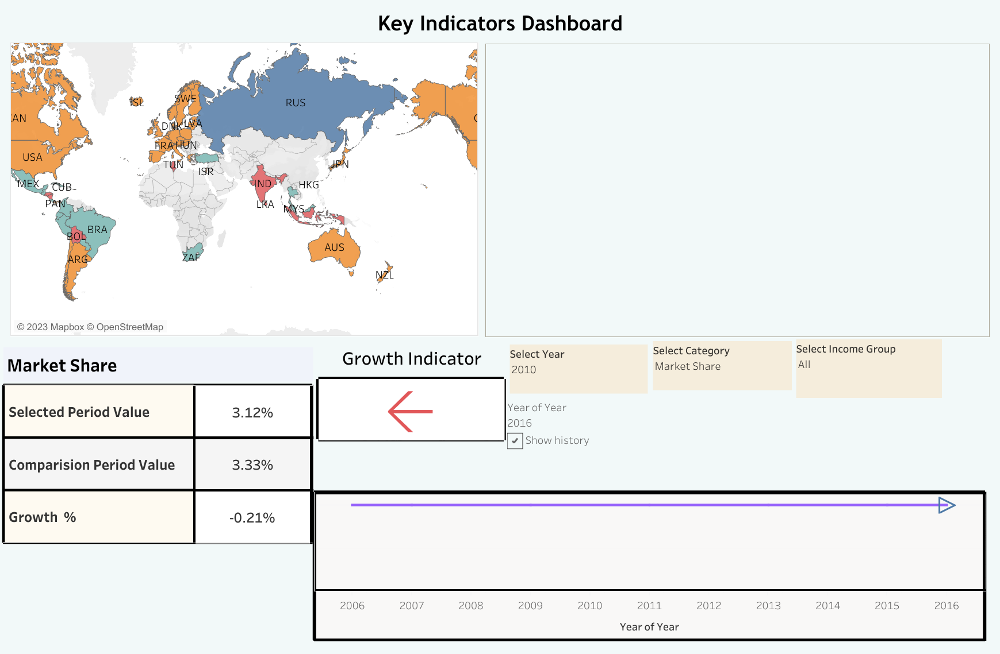 Key Indicators Dashboard
ISL
SWE
RUS
AN
DNK
LVA
C
FRA
HUN
USA
TUN
ISR
JPN
MEX
CUB
IND
HKG
PAN
LKA
MYS
BRA
BOL
AUS
ARG
ZAF
NZL
© 2023 Mapbox © OpenStreetMap
Market Share
Selected Period Value 3.12%
Comparision Period Value 3.33%
Growth % -0.21%
Growth Indicator
Select Year
2010
Select Category
Market Share
Select Income Group
All
Year of Year
2016
Show history
2006 2007 2008 2009 2010 2011 2012 2013 2014 2015 2016
Year of Year